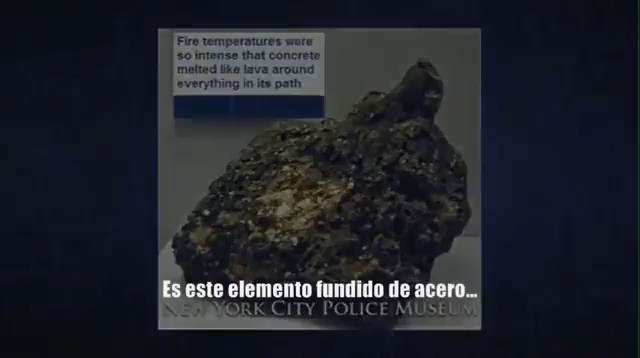 Fire temperatures were
so intense that concrete
melted like lava around
everything in its path
Es este elemento fundido de acero...
NEW YORK CITY POLICE MUSEUM